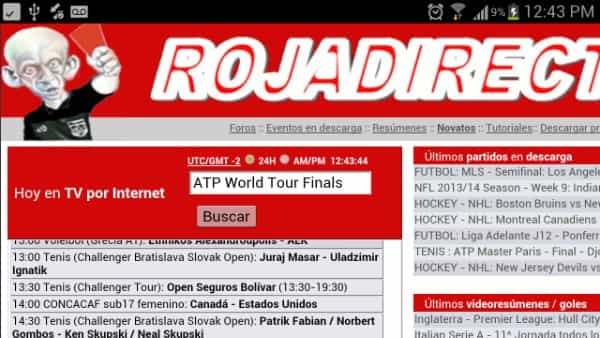 9% 12:43 PM
ROJADIRECT
Foros :: Eventos en descarga :: Resúmenes :: Novatos :: Tutoriales:: Descargar pr
UTC/GMT -2 24H AM/PM 12:43:44
Hoy en TV por Internet
ATP World Tour Finals
Buscar
13:00 Voleibol (Grecia A1): Ethnikos Alexandroupolis - AEK
13:00 Tenis (Challenger Bratislava Slovak Open): Juraj Masar - Uladzimir
Ignatik
13:30 Tenis (Challenger Tour): Open Seguros Bolívar (13:30-19:30)
14:00 CONCACAF sub17 femenino: Canadá - Estados Unidos
14:30 Tenis (Challenger Bratislava Slovak Open): Patrik Fabian / Norbert
Gombos - Ken Skupski / Neal Skupski
Últimos partidos en descarga
FUTBOL: MLS - Semifinal: Los Angele
NFL 2013/14 Season - Week 9: Indian
HOCKEY - NHL: Boston Bruins vs Nev
HOCKEY - NHL: Montreal Canadiens
FUTBOL: Liga Adelante J12 - Ponferr
TENIS : ATP Master Paris - Final - Djo
HOCKEY - NHL: New Jersey Devils vs
Últimos videoresúmenes / goles
Inglaterra - Premier League: Hull City
Italian Serie A - 11ª Jornada todos lo